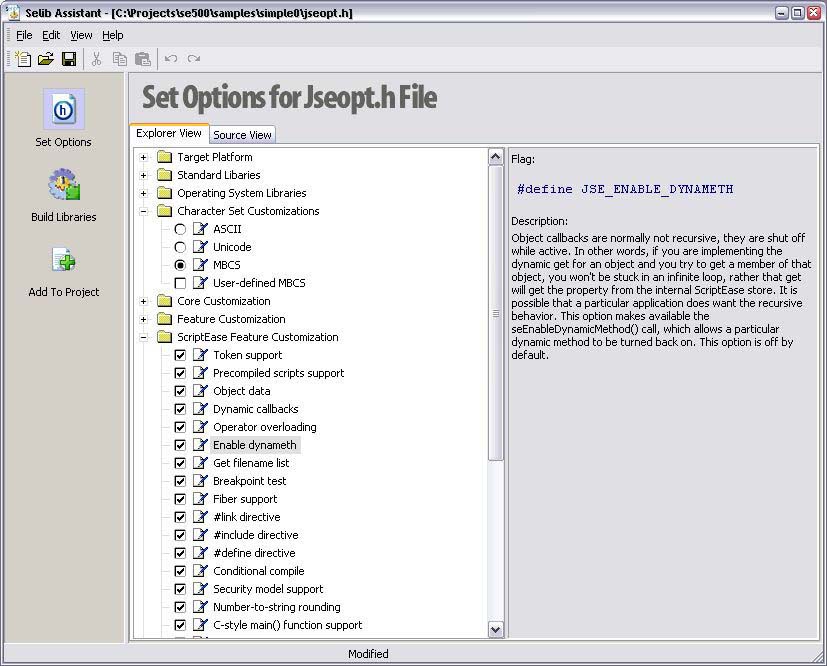 Selib Assistant - [C:\Projects\se500\samples\simple0\jseopt.h]
File Edit View Help
Set Options
Build Libraries
Add To Project
Set Options for Jseopt.h File
Explorer View Source View
Target Platform
Standard Libaries
Operating System Libraries
Character Set Customizations
ASCII
Unicode
MBCS
User-defined MBCS
Core Customization
Feature Customization
ScriptEase Feature Customization
Token support
Precompiled scripts support
Object data
Dynamic callbacks
Operator overloading
Enable dynameth
Get filename list
Breakpoint test
Fiber support
#link directive
#include directive
#define directive
Conditional compile
Security model support
Number-to-string rounding
C-style main() function support
Flag:
#define JSE_ENABLE_DYNAMETH
Description:
Object callbacks are normally not recursive, they are shut off
while active. In other words, if you are implementing the
dynamic get for an object and you try to get a member of that
object, you won't be stuck in an infinite loop, rather that get
will get the property from the internal ScriptEase store. It is
possible that a particular application does want the recursive
behavior. This option makes available the
seEnableDynamicMethod() call, which allows a particular
dynamic method to be turned back on. This option is off by
default.
Modified